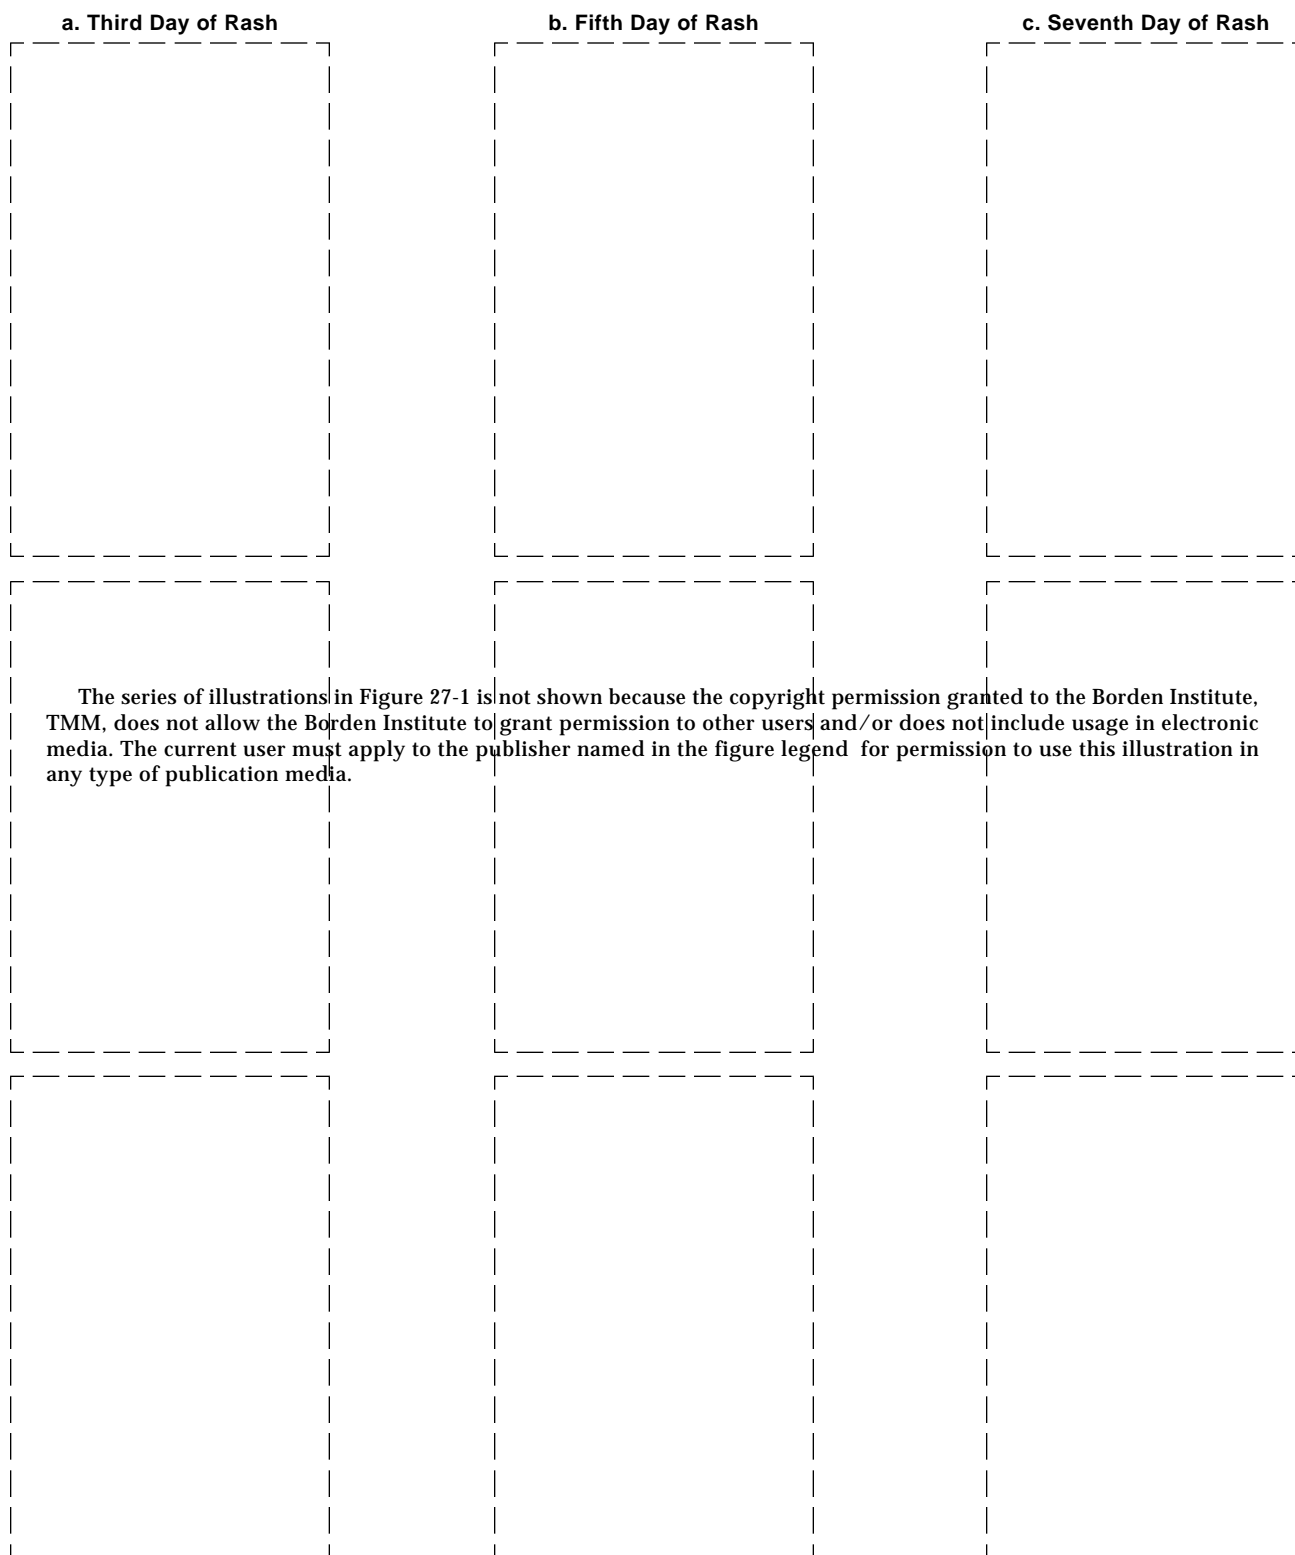 a. Third Day of Rash b. Fifth Day of Rash c. Seventh Day of Rash
The series of illustrations in Figure 27-1 is not shown because the copyright permission granted to the Borden Institute,
TMM, does not allow the Borden Institute to grant permission to other users and/or does not include usage in electronic
media. The current user must apply to the publisher named in the figure legend for permission to use this illustration in
any type of publication media.